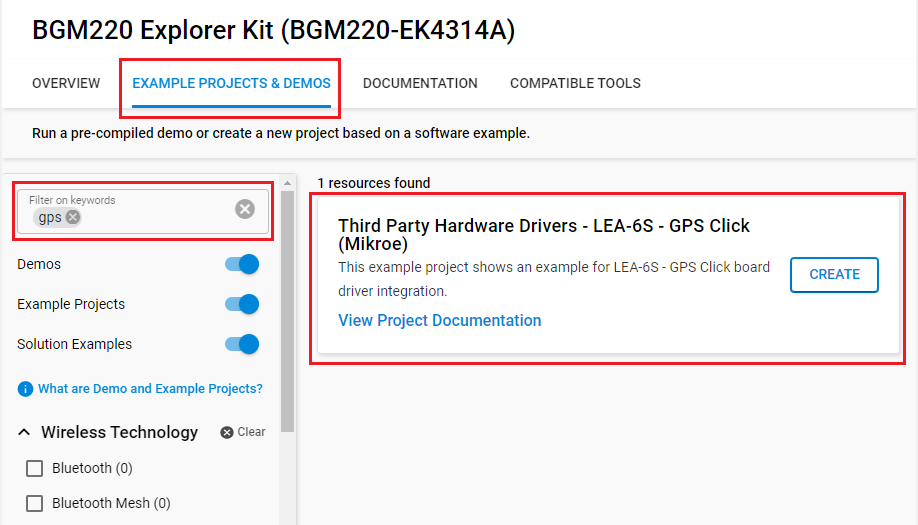 BGM220 Explorer Kit (BGM220-EK4314A)
OVERVIEW EXAMPLE PROJECTS & DEMOS DOCUMENTATION COMPATIBLE TOOLS
Run a pre-compiled demo or create a new project based on a software example.
Filter on keywords
gps
Demos
Example Projects
Solution Examples
What are Demo and Example Projects?
Wireless Technology Clear
Bluetooth (0)
Bluetooth Mesh (0)
1 resources found
Third Party Hardware Drivers - LEA-6S - GPS Click
(Mikroe)
This example project shows an example for LEA-6S - GPS Click board
driver integration.
View Project Documentation
CREATE